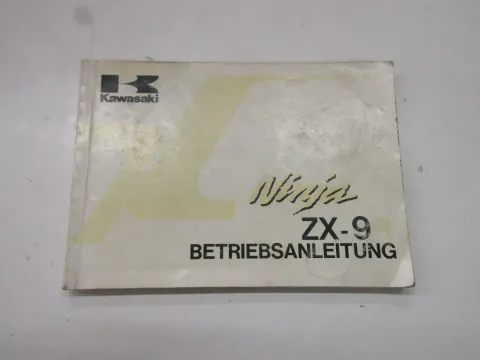 Kawasaki
Ninja
ZX-9
BETRIEBSANLEITUNG